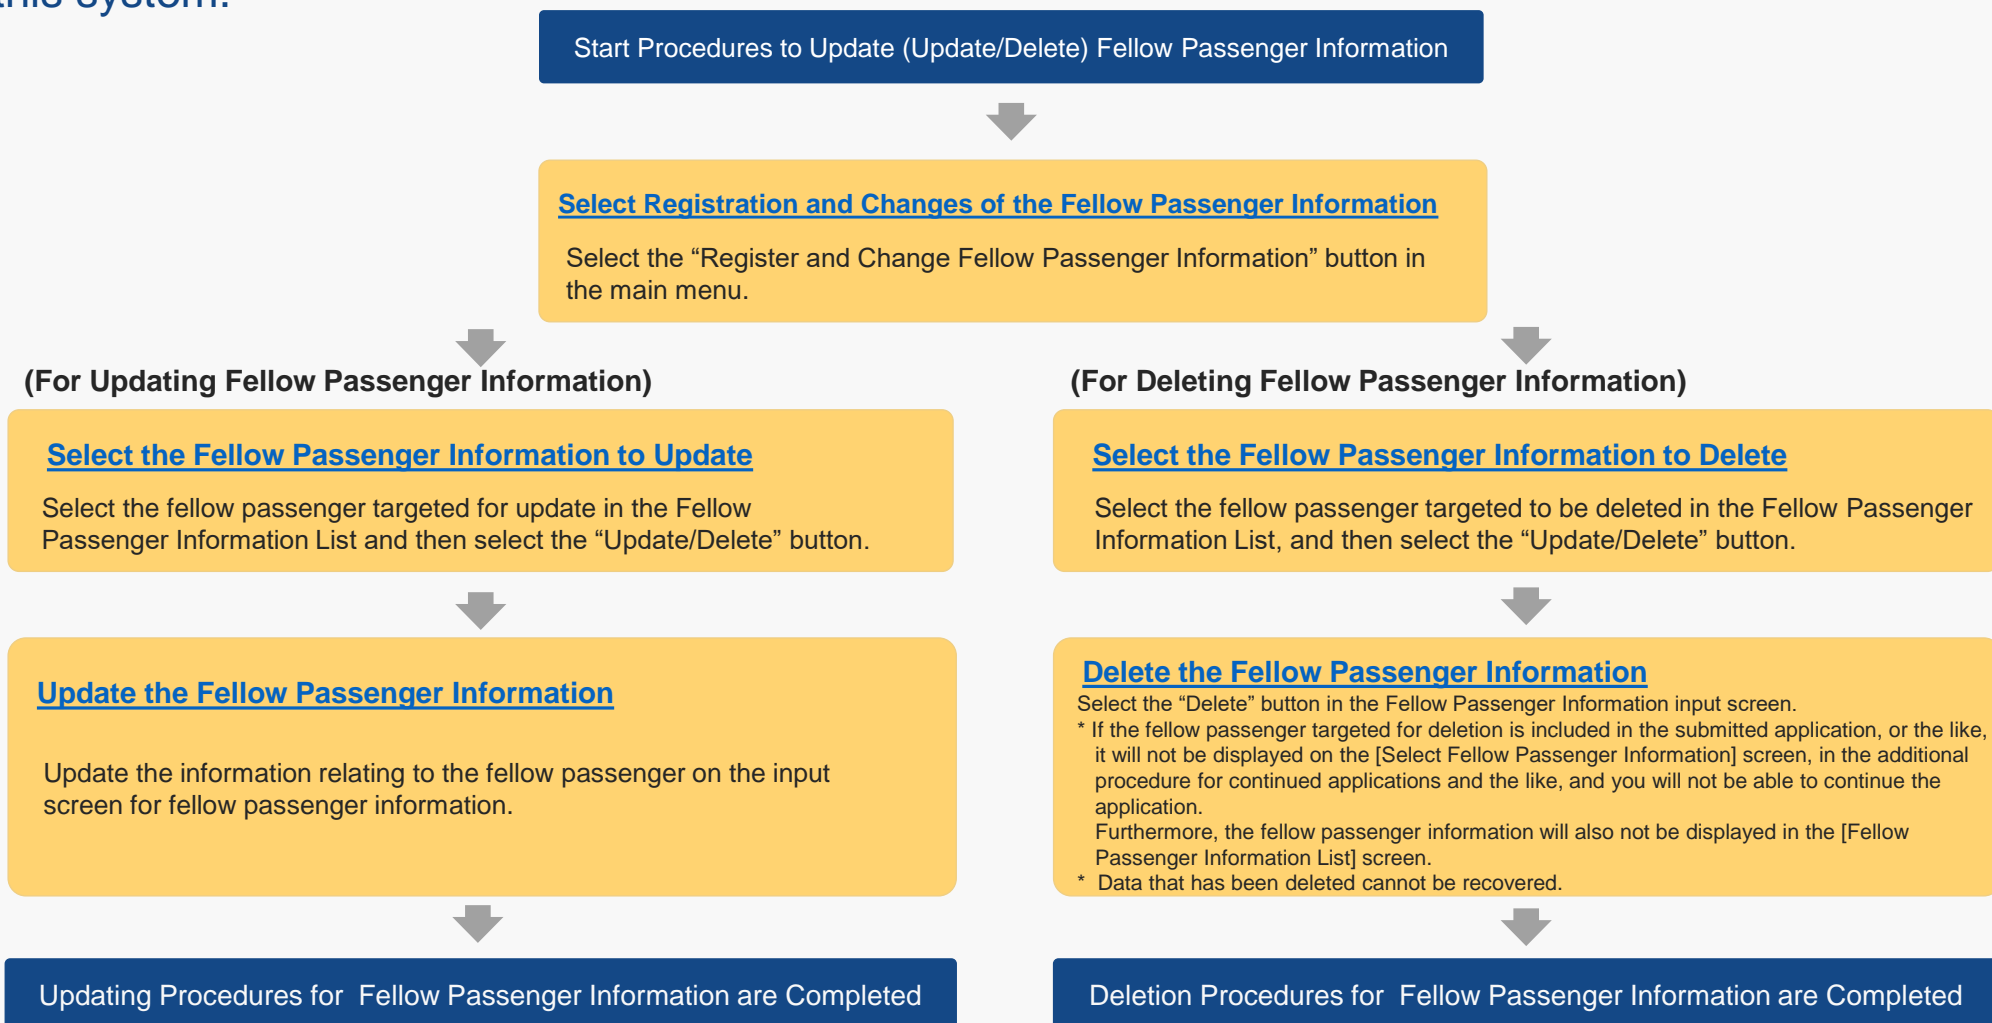 this system.
Start Procedures to Update (Update/Delete) Fellow Passenger Information
Select Registration and Changes of the Fellow Passenger Information
Select the “Register and Change Fellow Passenger Information” button in
the main menu.
(For Updating Fellow Passenger Information)
Select the Fellow Passenger Information to Update
Select the fellow passenger targeted for update in the Fellow
Passenger Information List and then select the “Update/Delete” button.
Update the Fellow Passenger Information
Update the information relating to the fellow passenger on the input
screen for fellow passenger information.
Updating Procedures for  Fellow Passenger Information are Completed
(For Deleting Fellow Passenger Information)
Select the Fellow Passenger Information to Delete
Select the fellow passenger targeted to be deleted in the Fellow Passenger
Information List, and then select the “Update/Delete” button.
Delete the Fellow Passenger Information
Select the “Delete” button in the Fellow Passenger Information input screen.
* If the fellow passenger targeted for deletion is included in the submitted application, or the like,
it will not be displayed on the [Select Fellow Passenger Information] screen, in the additional
procedure for continued applications and the like, and you will not be able to continue the
application.
Furthermore, the fellow passenger information will also not be displayed in the [Fellow
Passenger Information List] screen.
*  Data that has been deleted cannot be recovered.
Deletion Procedures for  Fellow Passenger Information are Completed